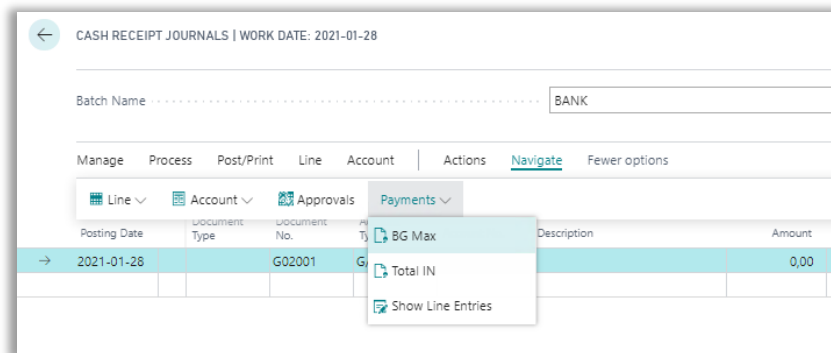 CASH RECEIPT JOURNALS | WORK DATE: 2021-01-28
Batch Name BANK
Manage Process Post/Print Line Account Actions Navigate Fewer options
Line Account Approvals Payments
Posting Date Document Type Document No. Description Amount
2021-01-28 G02001 0,00
BG Max
Total IN
Show Line Entries